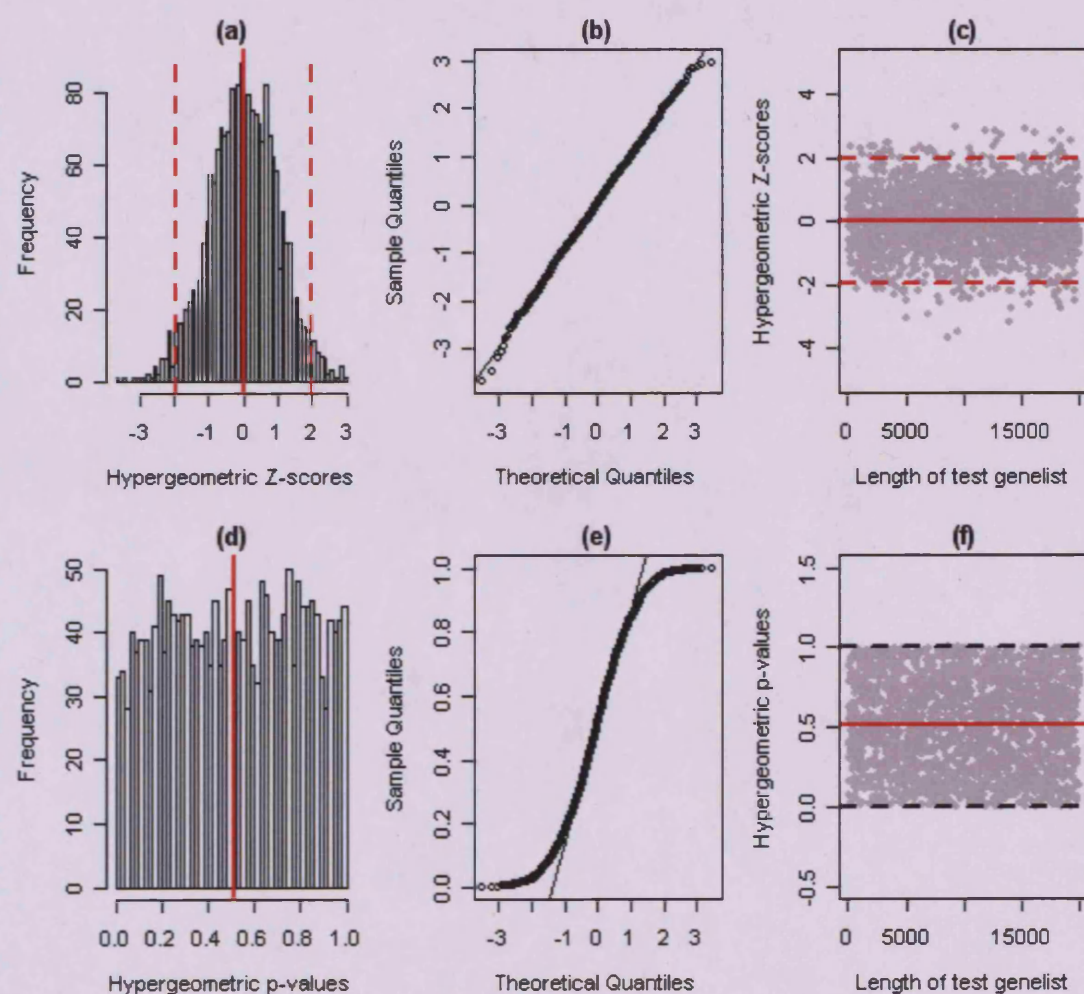 (a)
Frequency
80
60
40
20
0
-3 -1 0 1 2 3
Hypergeometric Z-scores
(b)
Sample Quantiles
3
2
1
0
-1
-3
-3 -1 0 1 2 3
Theoretical Quantiles
(c)
Hypergeometric Z-scores
4
2
0
-2
-4
0 5000 15000
Length of test genelist
(d)
Frequency
50
40
30
20
10
0
0.0 0.2 0.4 0.6 0.8 1.0
Hypergeometric p-values
(e)
Sample Quantiles
1.0
0.8
0.6
0.4
0.2
0.0
-3 -1 0 1 2 3
Theoretical Quantiles
(f)
Hypergeometric p-values
1.5
1.0
0.5
0.0
-0.5
0 5000 15000
Length of test genelist